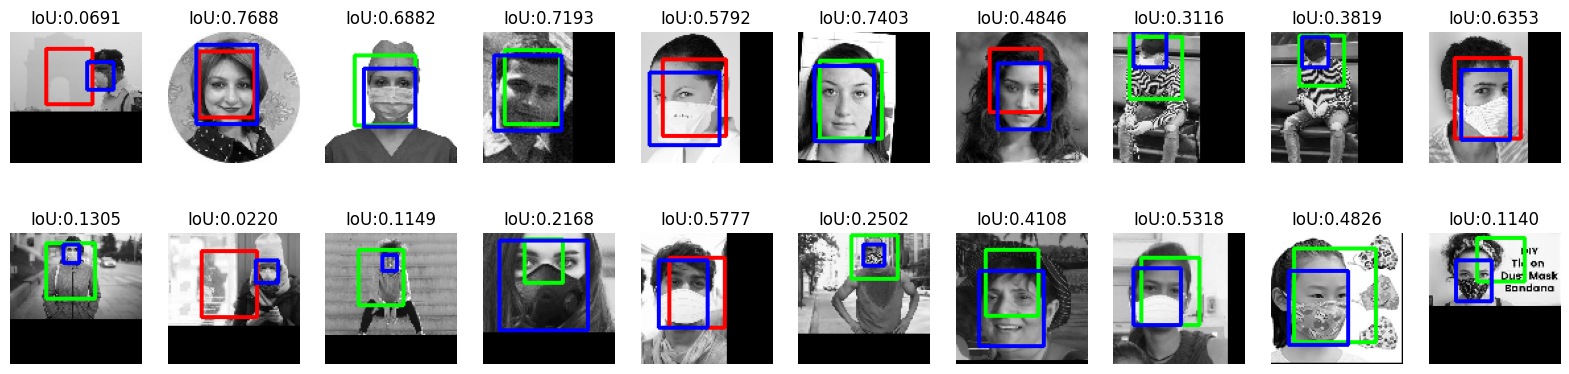 IoU:0.0691
IoU:0.7688
IoU:0.6882
IoU:0.7193
IoU:0.5792
IoU:0.7403
IoU:0.4846
IoU:0.3116
IoU:0.3819
IoU:0.6353
IoU:0.1305
IoU:0.0220
IoU:0.1149
IoU:0.2168
IoU:0.5777
IoU:0.2502
IoU:0.4108
IoU:0.5318
IoU:0.4826
IoU:0.1140
DIY
Tie on
Dust Mask
Bandana